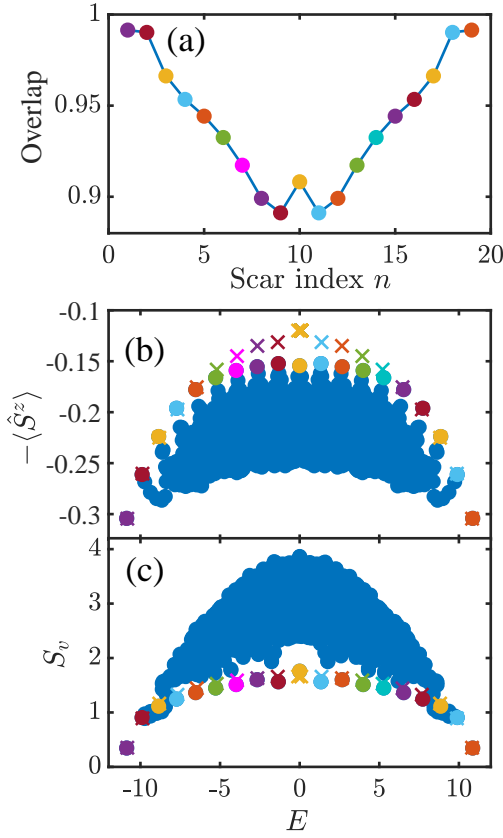 (a)
1
0.95
0.9
Overlap
0 5 10 15 20
Scar index n
(b)
-0.1
-0.15
-0.2
-0.25
-0.3
−⟨Ŝᶻ⟩
(c)
4
3
2
1
0
S_v
-10 -5 0 5 10
E